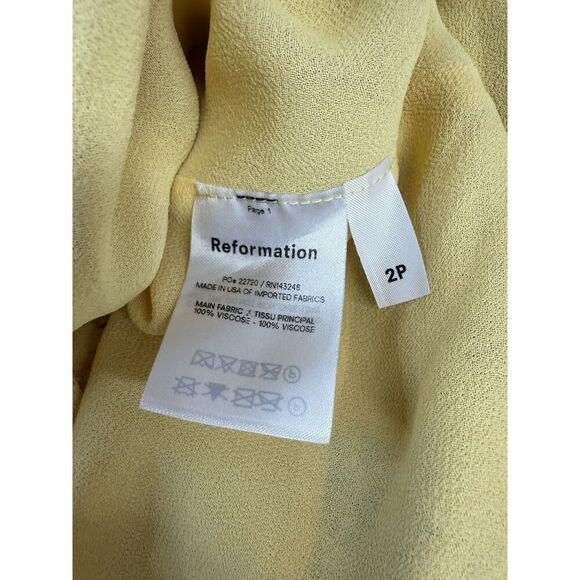 Page 1
Reformation
PO# 22720 / RN143248
MADE IN USA OF IMPORTED FABRICS
MAIN FABRIC / TISSU PRINCIPAL
100% VISCOSE - 100% VISCOSE
2P